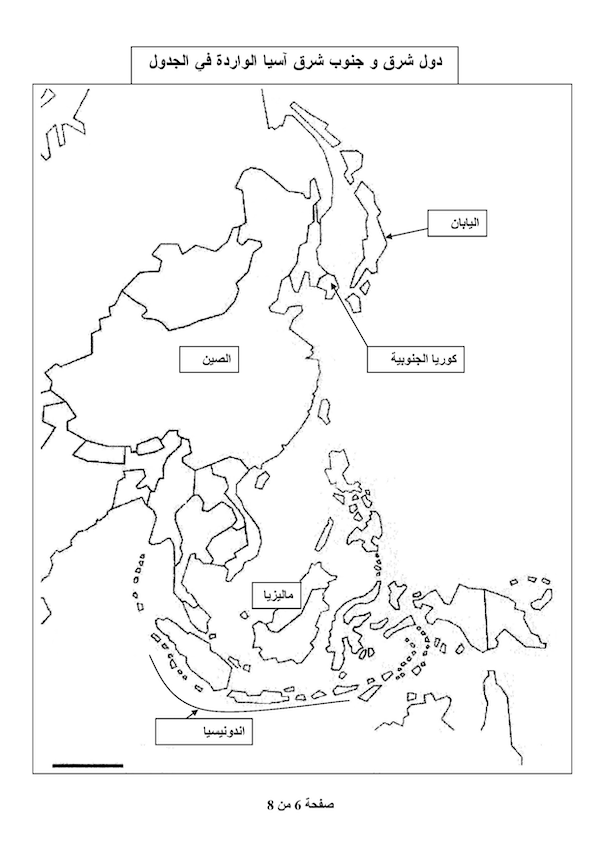 دول شرق و جنوب شرق آسيا الواردة في الجدول
اليابان
كوريا الجنوبية
الصين
ماليزيا
اندونيسيا
صفحة 6 من 8